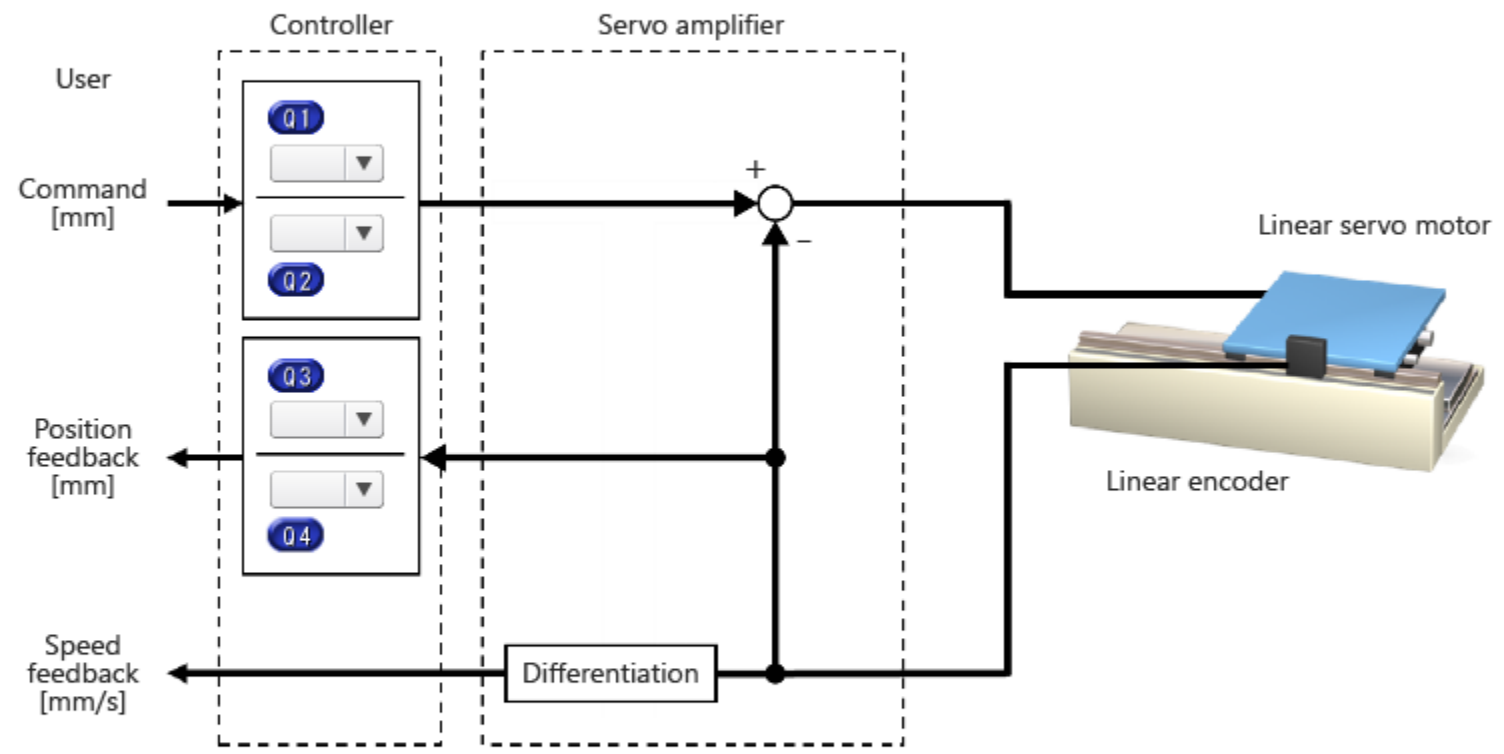 Controller
Servo amplifier
User
Q1
+
Command
[mm]
−
Linear servo motor
Q2
Q3
Position
feedback
[mm]
Linear encoder
Q4
Speed
feedback
[mm/s]
Differentiation